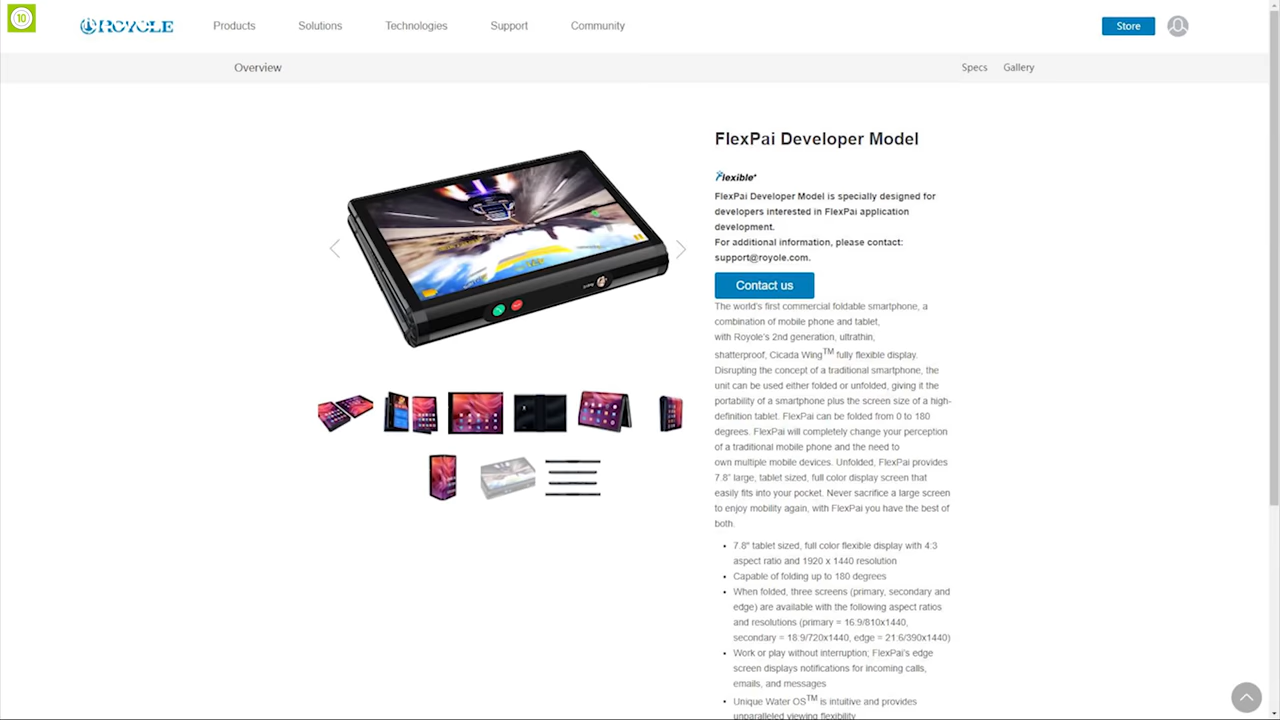 10
ROYOLE
Products
Solutions
Technologies
Support
Community
Store
Overview
Specs
Gallery
FlexPai Developer Model
Flexible+
FlexPai Developer Model is specially designed for
developers interested in FlexPai application
development.
For additional information, please contact:
support@royole.com.
Contact us
The world's first commercial foldable smartphone, a
combination of mobile phone and tablet,
with Royole's 2nd generation, ultrathin,
shatterproof, Cicada Wing™ fully flexible display.
Disrupting the concept of a traditional smartphone, the
unit can be used either folded or unfolded, giving it the
portability of a smartphone plus the screen size of a high-
definition tablet. FlexPai can be folded from 0 to 180
degrees. FlexPai will completely change your perception
of a traditional mobile phone and the need to
own multiple mobile devices. Unfolded, FlexPai provides
7.8" large, tablet sized, full color display screen that
easily fits into your pocket. Never sacrifice a large screen
to enjoy mobility again, with FlexPai you have the best of
both.
• 7.8" tablet sized, full color flexible display with 4:3
aspect ratio and 1920 x 1440 resolution
• Capable of folding up to 180 degrees
• When folded, three screens (primary, secondary and
edge) are available with the following aspect ratios
and resolutions (primary = 16:9/810x1440,
secondary = 18:9/720x1440, edge = 21:6/390x1440)
• Work or play without interruption; FlexPai's edge
screen displays notifications for incoming calls,
emails, and messages
• Unique Water OS™ is intuitive and provides
unparalleled viewing flexibility